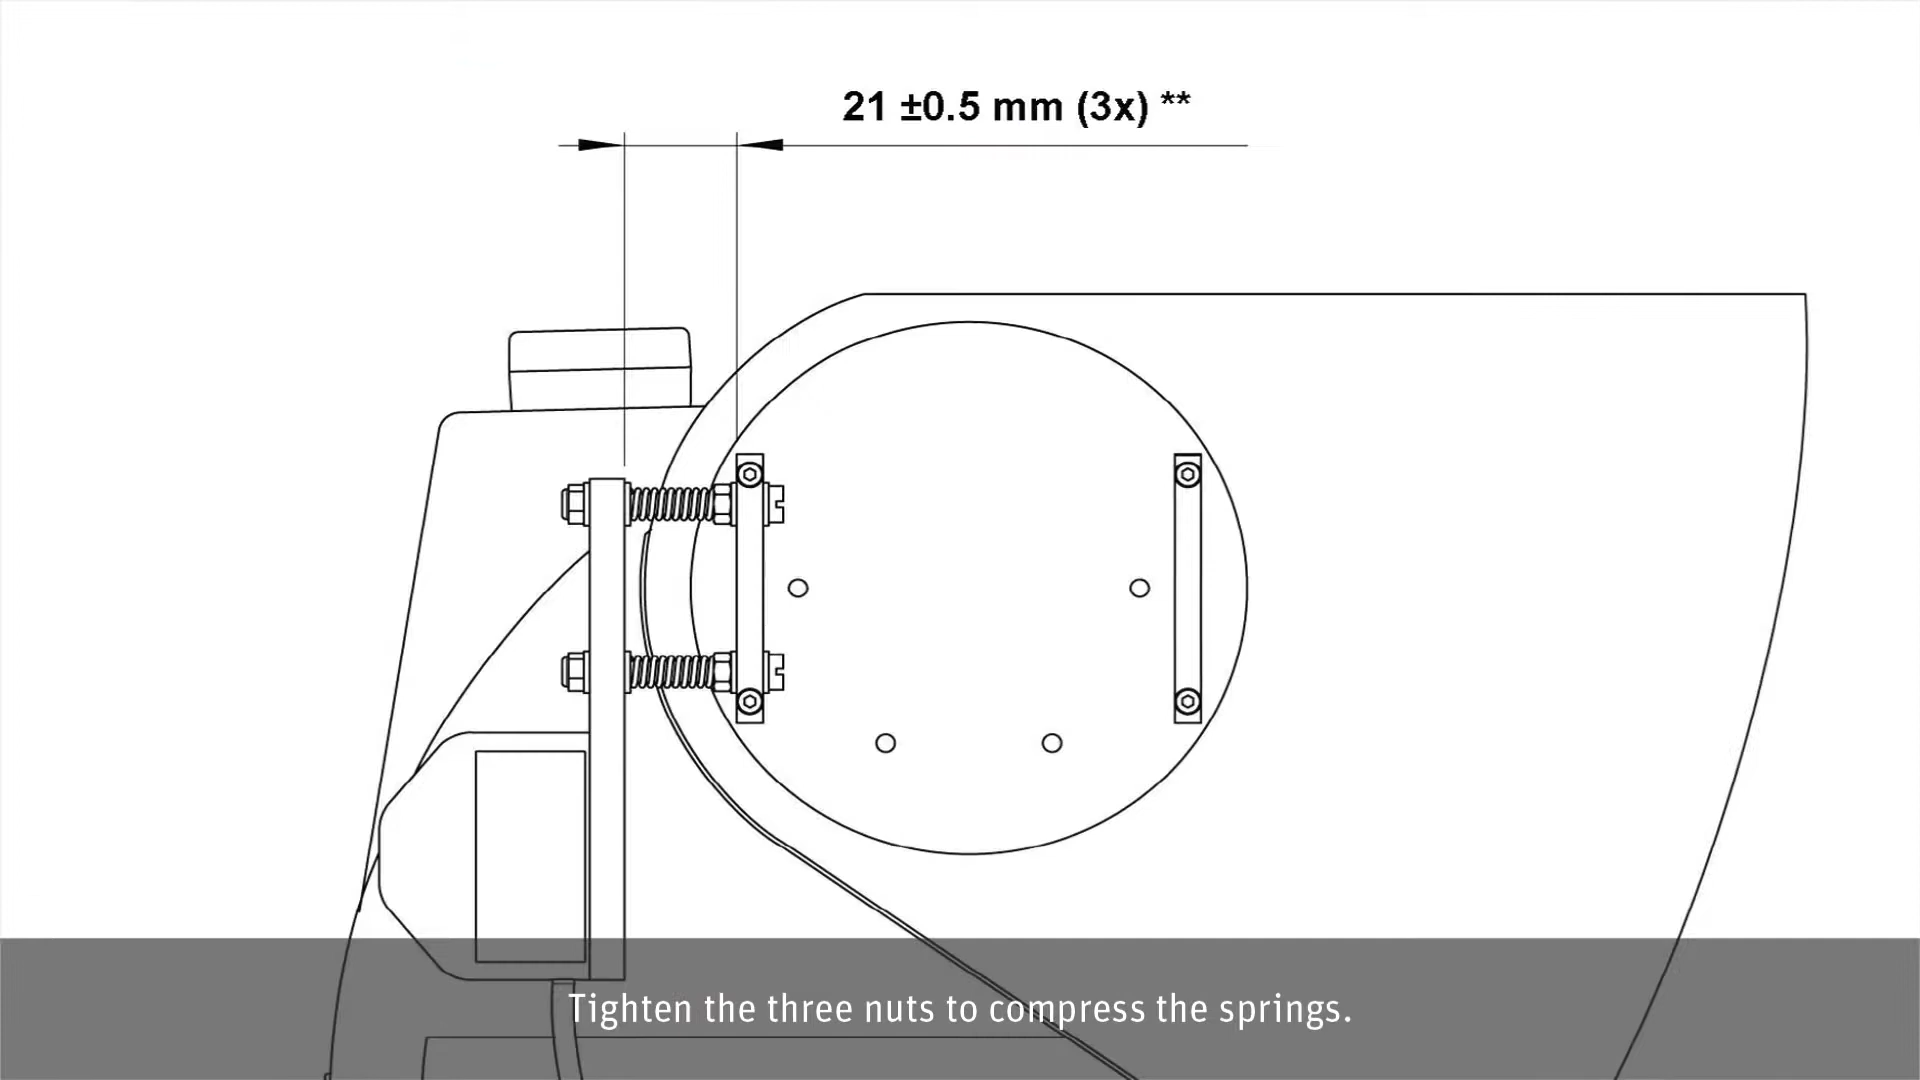 21 ±0.5 mm (3x) **
Tighten the three nuts to compress the springs.